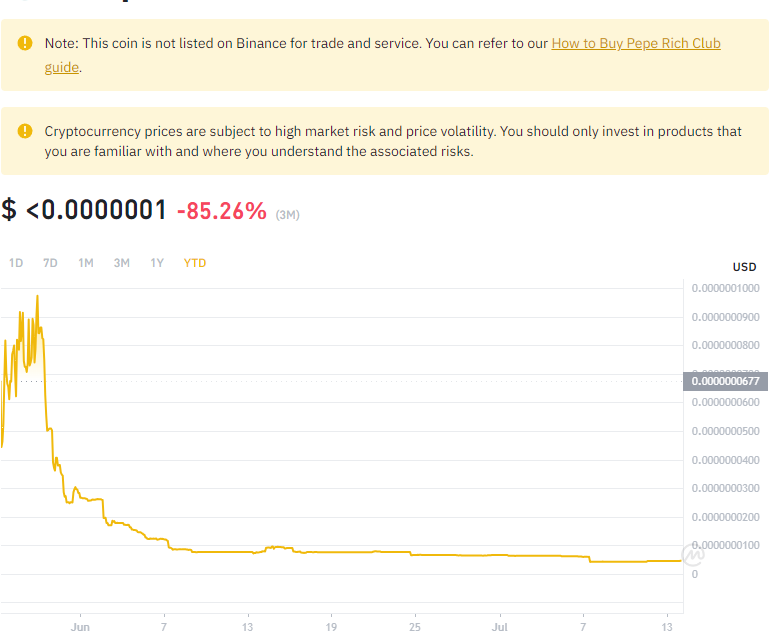 Note: This coin is not listed on Binance for trade and service. You can refer to our How to Buy Pepe Rich Club
guide.
Cryptocurrency prices are subject to high market risk and price volatility. You should only invest in products that
you are familiar with and where you understand the associated risks.
$ <0.0000001 -85.26% (3M)
1D 7D 1M 3M 1Y YTD
USD
0.0000001000
0.0000000900
0.0000000800
0.0000000677
0.0000000600
0.0000000500
0.0000000400
0.0000000300
0.0000000200
0.0000000100
0
Jun 7 13 19 25 Jul 7 13